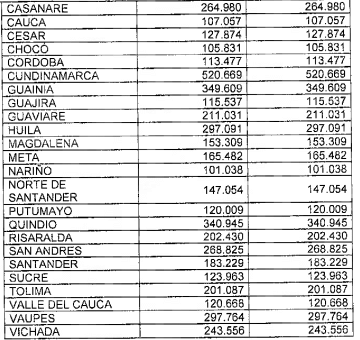 CASANARE 264.980 264.980
CAUCA 107.057 107.057
CESAR 127.874 127.874
CHOCÓ 105.831 105.831
CORDOBA 113.477 113.477
CUNDINAMARCA 520.669 520.669
GUAINIA 349.609 349.609
GUAJIRA 115.537 115.537
GUAVIARE 211.031 211.031
HUILA 297.091 297.091
MAGDALENA 153.309 153.309
META 165.482 165.482
NARIÑO 101.038 101.038
NORTE DE
SANTANDER 147.054 147.054
PUTUMAYO 120.009 120.009
QUINDIO 340.945 340.945
RISARALDA 202.430 202.430
SAN ANDRES 268.825 268.825
SANTANDER 183.229 183.229
SUCRE 123.963 123.963
TOLIMA 201.087 201.087
VALLE DEL CAUCA 120.668 120.668
VAUPES 297.764 297.764
VICHADA 243.556 243.556